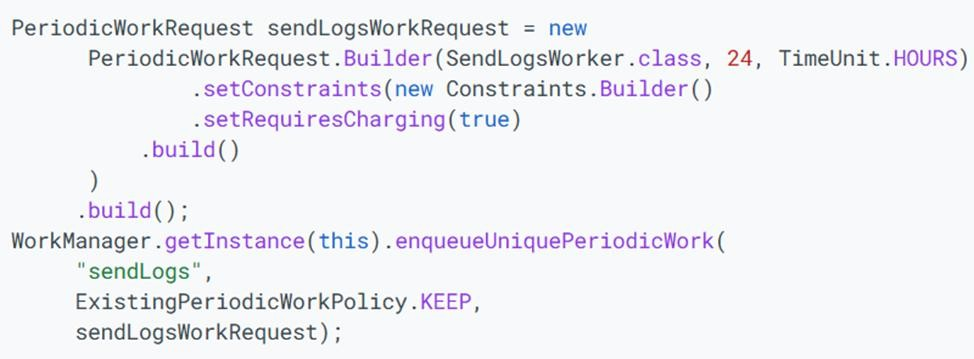 PeriodicWorkRequest sendLogsWorkRequest = new
PeriodicWorkRequest.Builder(SendLogsWorker.class, 24, TimeUnit.HOURS)
.setConstraints(new Constraints.Builder()
.setRequiresCharging(true)
.build()
)
.build();
WorkManager.getInstance(this).enqueueUniquePeriodicWork(
"sendLogs",
ExistingPeriodicWorkPolicy.KEEP,
sendLogsWorkRequest);